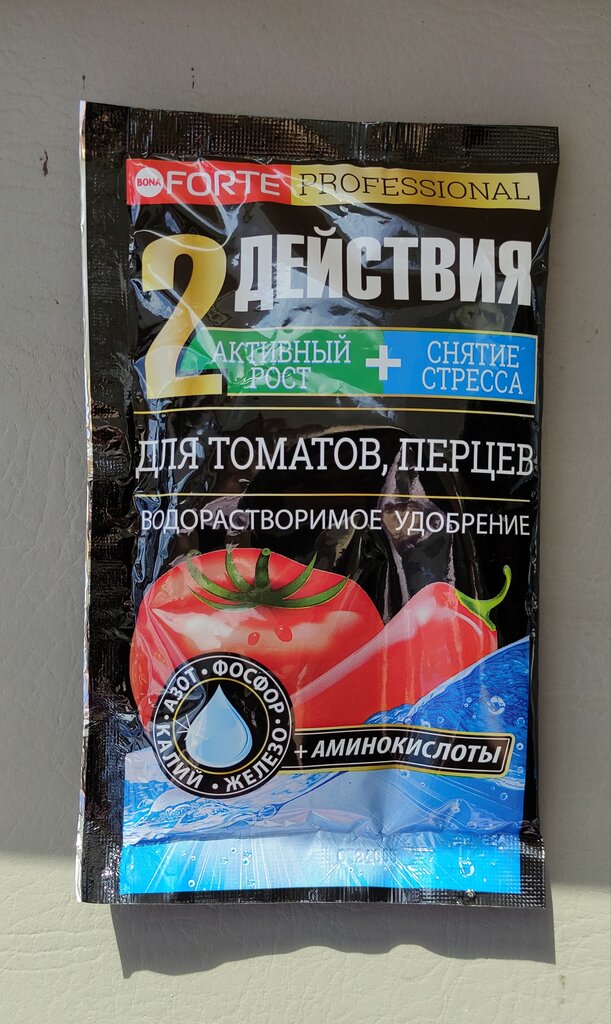 BONA FORTE PROFESSIONAL
2 ДЕЙСТВИЯ
АКТИВНЫЙ РОСТ + СНЯТИЕ СТРЕССА
ДЛЯ ТОМАТОВ, ПЕРЦЕВ
ВОДОРАСТВОРИМОЕ УДОБРЕНИЕ
АЗОТ • ФОСФОР • КАЛИЙ • ЖЕЛЕЗО
+ АМИНОКИСЛОТЫ